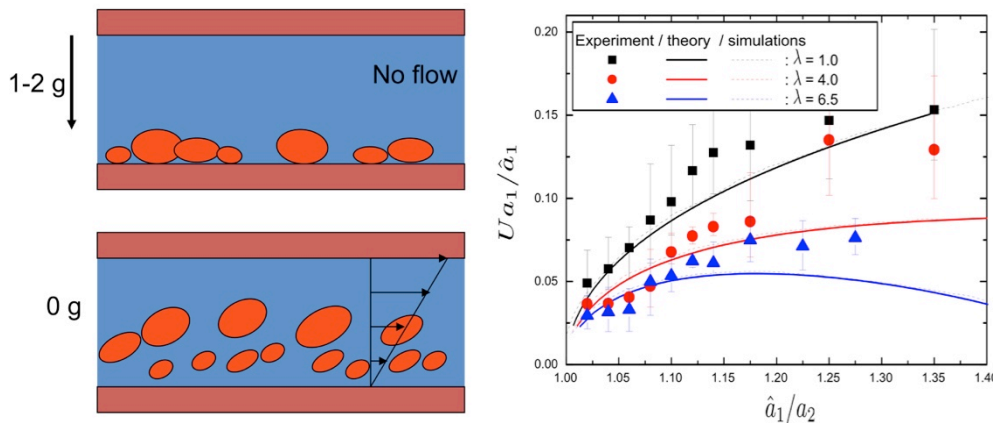 1-2 g
No flow
0 g
Experiment / theory / simulations
: λ = 1.0
: λ = 4.0
: λ = 6.5
0.20
0.15
0.10
0.05
0.00
U a₁/â₁
1.00 1.05 1.10 1.15 1.20 1.25 1.30 1.35 1.40
â₁/a₂